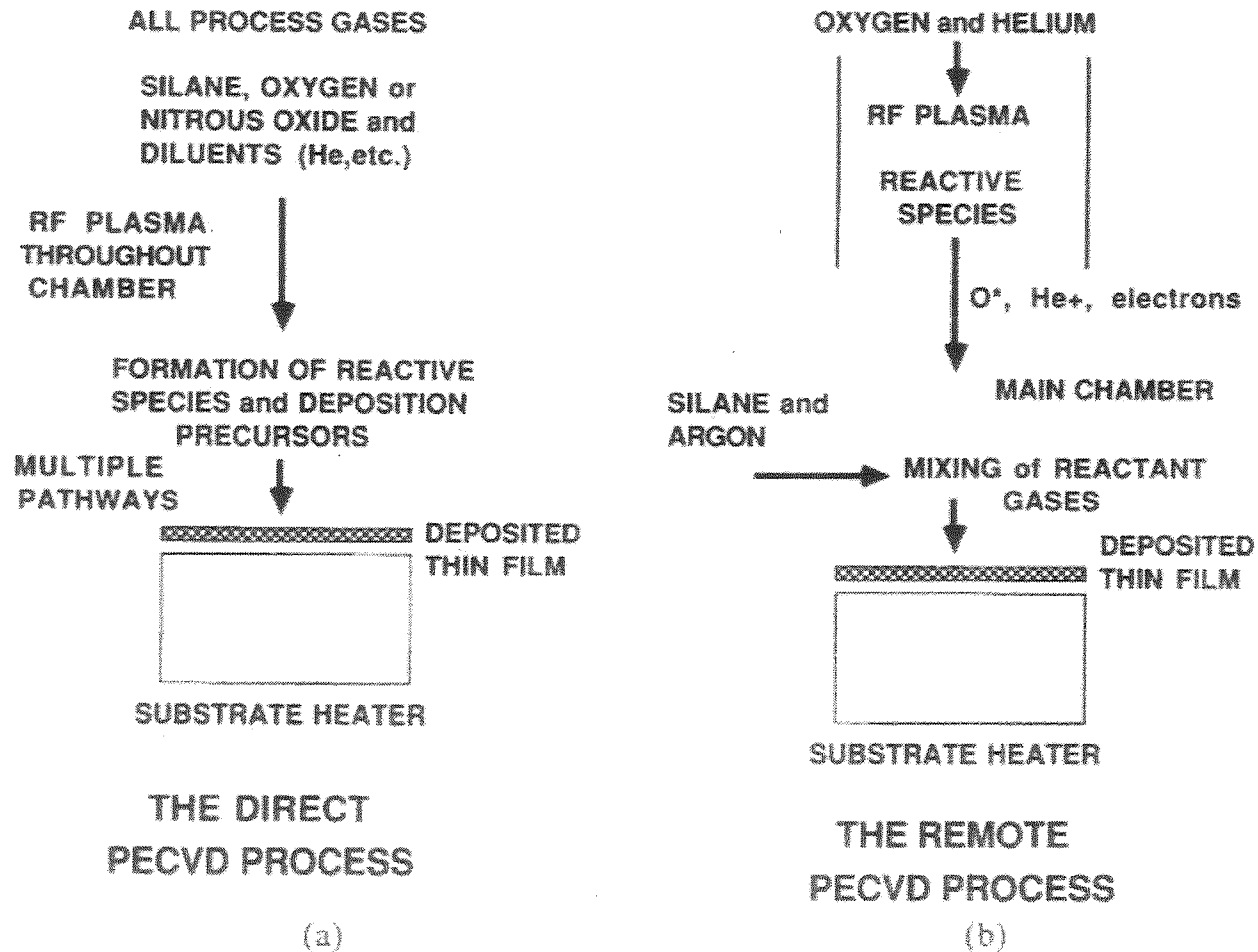 ALL PROCESS GASES
SILANE, OXYGEN or
NITROUS OXIDE and
DILUENTS (He,etc.)
RF PLASMA
THROUGHOUT
CHAMBER
FORMATION OF REACTIVE
SPECIES and DEPOSITION
PRECURSORS
MULTIPLE
PATHWAYS
DEPOSITED
THIN FILM
SUBSTRATE HEATER
THE DIRECT
PECVD PROCESS
(a)
OXYGEN and HELIUM
RF PLASMA
REACTIVE
SPECIES
O*, He+, electrons
MAIN CHAMBER
SILANE and
ARGON
MIXING of REACTANT
GASES
DEPOSITED
THIN FILM
SUBSTRATE HEATER
THE REMOTE
PECVD PROCESS
(b)